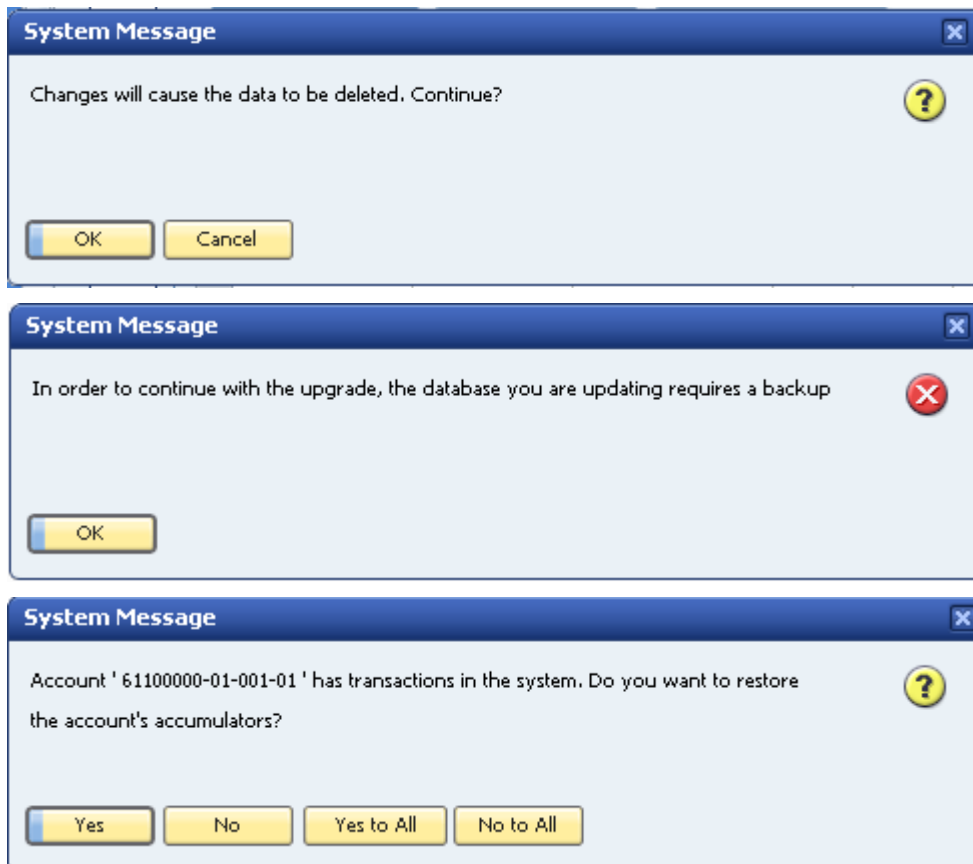 System Message
Changes will cause the data to be deleted. Continue?
OK Cancel
System Message
In order to continue with the upgrade, the database you are updating requires a backup
OK
System Message
Account ' 61100000-01-001-01 ' has transactions in the system. Do you want to restore
the account's accumulators?
Yes No Yes to All No to All